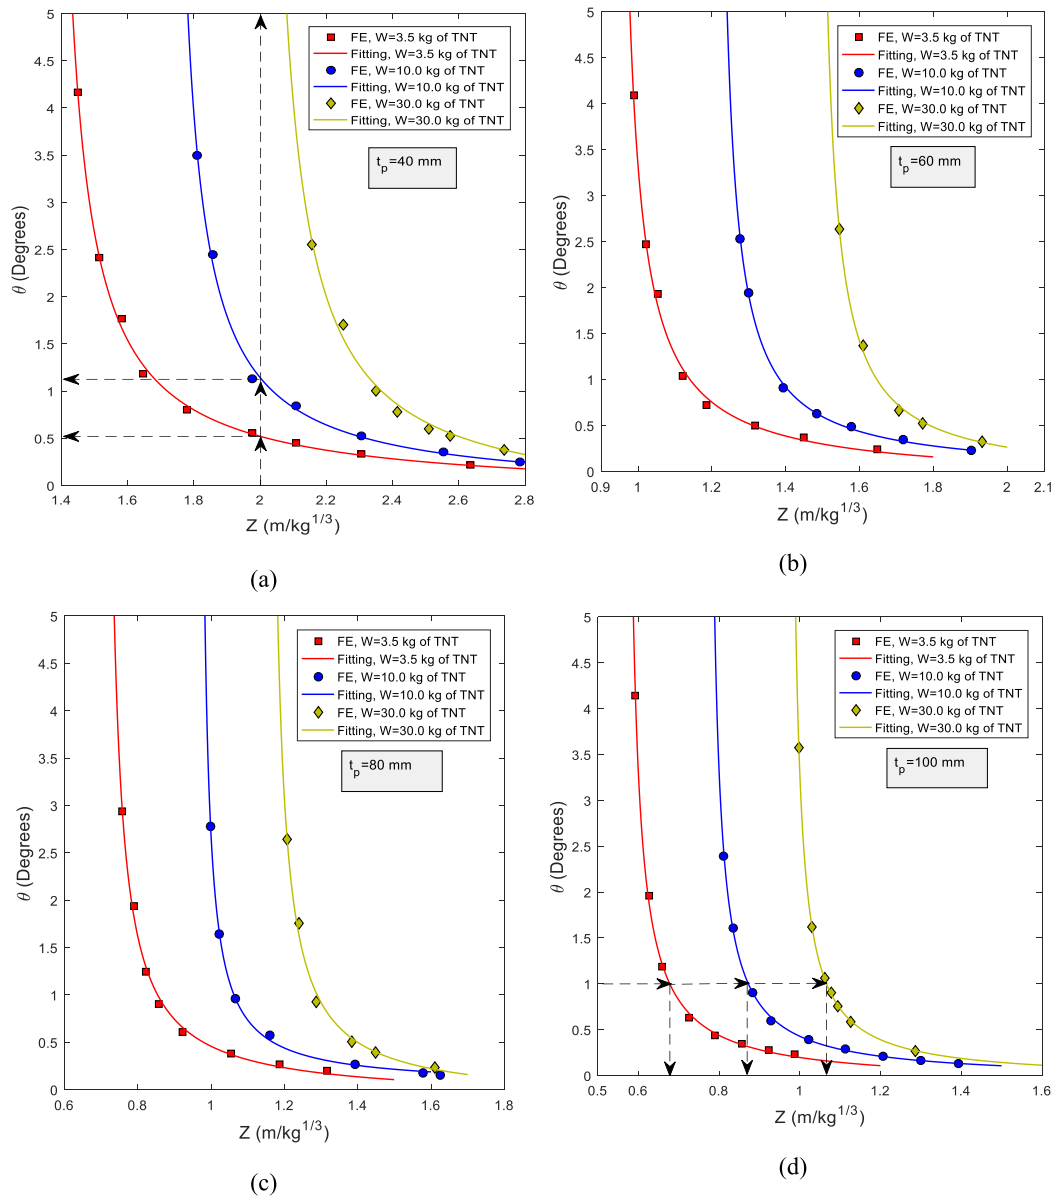 5
4.5
4
3.5
3
2.5
2
1.5
1
0.5
0
θ (Degrees)
FE, W=3.5 kg of TNT
Fitting, W=3.5 kg of TNT
FE, W=10.0 kg of TNT
Fitting, W=10.0 kg of TNT
FE, W=30.0 kg of TNT
Fitting, W=30.0 kg of TNT
tp=40 mm
1.4 1.6 1.8 2 2.2 2.4 2.6 2.8
Z (m/kg1/3)
(a)
5
4.5
4
3.5
3
2.5
2
1.5
1
0.5
0
θ (Degrees)
FE, W=3.5 kg of TNT
Fitting, W=3.5 kg of TNT
FE, W=10.0 kg of TNT
Fitting, W=10.0 kg of TNT
FE, W=30.0 kg of TNT
Fitting, W=30.0 kg of TNT
tp=60 mm
0.9 1 1.2 1.4 1.6 1.8 2 2.1
Z (m/kg1/3)
(b)
5
4.5
4
3.5
3
2.5
2
1.5
1
0.5
0
θ (Degrees)
FE, W=3.5 kg of TNT
Fitting, W=3.5 kg of TNT
FE, W=10.0 kg of TNT
Fitting, W=10.0 kg of TNT
FE, W=30.0 kg of TNT
Fitting, W=30.0 kg of TNT
tp=80 mm
0.6 0.8 1 1.2 1.4 1.6 1.8
Z (m/kg1/3)
(c)
5
4.5
4
3.5
3
2.5
2
1.5
1
0.5
0
θ (Degrees)
FE, W=3.5 kg of TNT
Fitting, W=3.5 kg of TNT
FE, W=10.0 kg of TNT
Fitting, W=10.0 kg of TNT
FE, W=30.0 kg of TNT
Fitting, W=30.0 kg of TNT
tp=100 mm
0.5 0.6 0.8 1 1.2 1.4 1.6
Z (m/kg1/3)
(d)